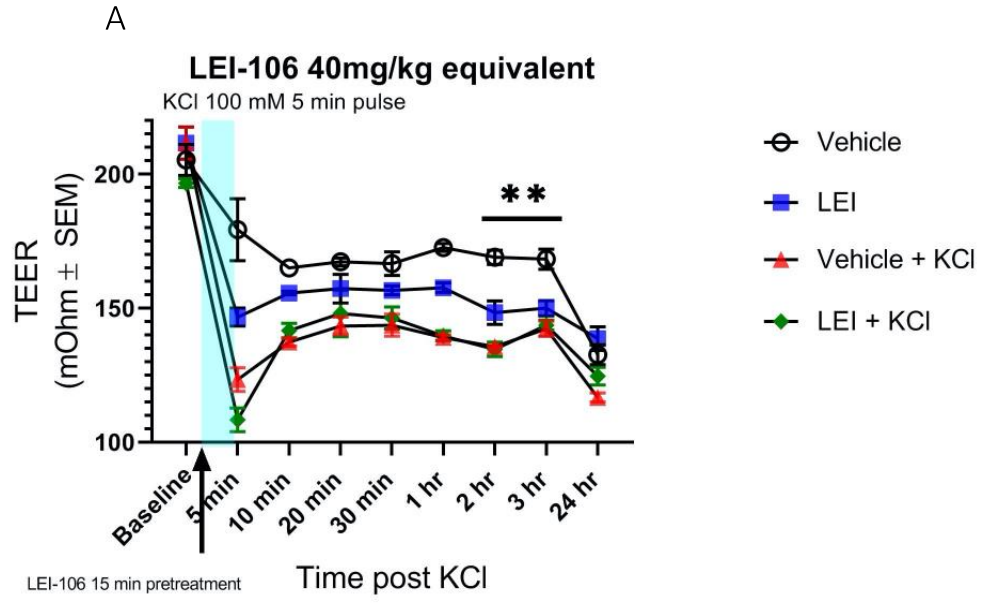 A
LEI-106 40mg/kg equivalent
KCl 100 mM 5 min pulse
200
150
100
TEER
(mOhm ± SEM)
**
Baseline
5 min
10 min
20 min
30 min
1 hr
2 hr
3 hr
24 hr
LEI-106 15 min pretreatment
Time post KCl
Vehicle
LEI
Vehicle + KCl
LEI + KCl